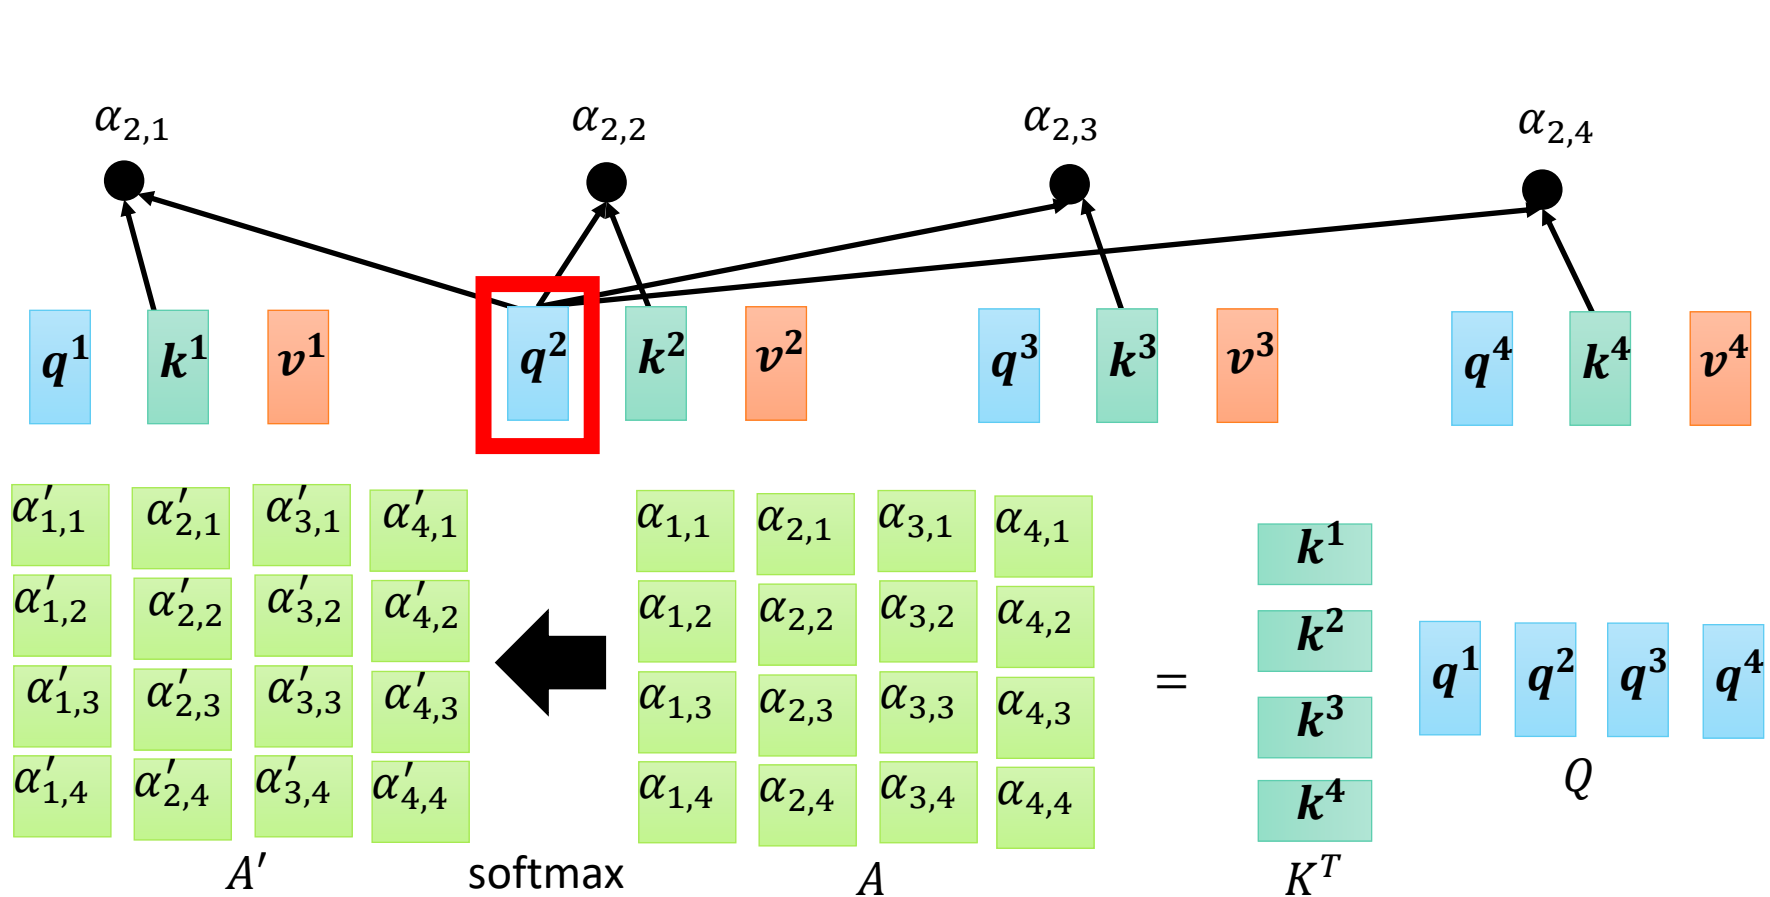 α₂,₁ α₂,₂ α₂,₃ α₂,₄
q¹ k¹ v¹ q² k² v² q³ k³ v³ q⁴ k⁴ v⁴
α′₁,₁ α′₂,₁ α′₃,₁ α′₄,₁ α₁,₁ α₂,₁ α₃,₁ α₄,₁ k¹
α′₁,₂ α′₂,₂ α′₃,₂ α′₄,₂ α₁,₂ α₂,₂ α₃,₂ α₄,₂ k²
= q¹ q² q³ q⁴
α′₁,₃ α′₂,₃ α′₃,₃ α′₄,₃ α₁,₃ α₂,₃ α₃,₃ α₄,₃ k³
α′₁,₄ α′₂,₄ α′₃,₄ α′₄,₄ α₁,₄ α₂,₄ α₃,₄ α₄,₄ k⁴ Q
A′ softmax A Kᵀ